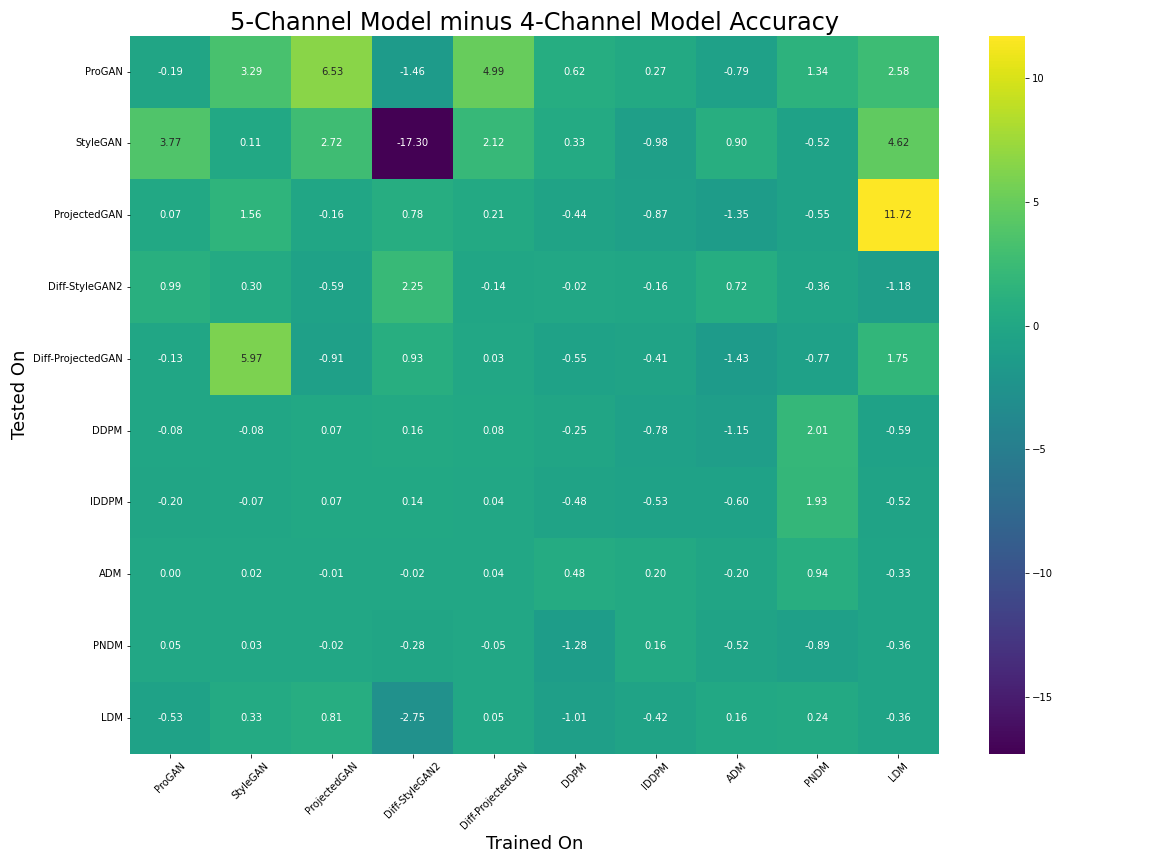 5-Channel Model minus 4-Channel Model Accuracy
ProGAN -0.19 3.29 6.53 -1.46 4.99 0.62 0.27 -0.79 1.34 2.58
StyleGAN 3.77 0.11 2.72 -17.30 2.12 0.33 -0.98 0.90 -0.52 4.62
ProjectedGAN 0.07 1.56 -0.16 0.78 0.21 -0.44 -0.87 -1.35 -0.55 11.72
Diff-StyleGAN2 0.99 0.30 -0.59 2.25 -0.14 -0.02 -0.16 0.72 -0.36 -1.18
Diff-ProjectedGAN -0.13 5.97 -0.91 0.93 0.03 -0.55 -0.41 -1.43 -0.77 1.75
DDPM -0.08 -0.08 0.07 0.16 0.08 -0.25 -0.78 -1.15 2.01 -0.59
IDDPM -0.20 -0.07 0.07 0.14 0.04 -0.48 -0.53 -0.60 1.93 -0.52
ADM 0.00 0.02 -0.01 -0.02 0.04 0.48 0.20 -0.20 0.94 -0.33
PNDM 0.05 0.03 -0.02 -0.28 -0.05 -1.28 0.16 -0.52 -0.89 -0.36
LDM -0.53 0.33 0.81 -2.75 0.05 -1.01 -0.42 0.16 0.24 -0.36
ProGAN StyleGAN ProjectedGAN Diff-StyleGAN2 Diff-ProjectedGAN DDPM IDDPM ADM PNDM LDM
Trained On
Tested On
10
5
0
−5
−10
−15